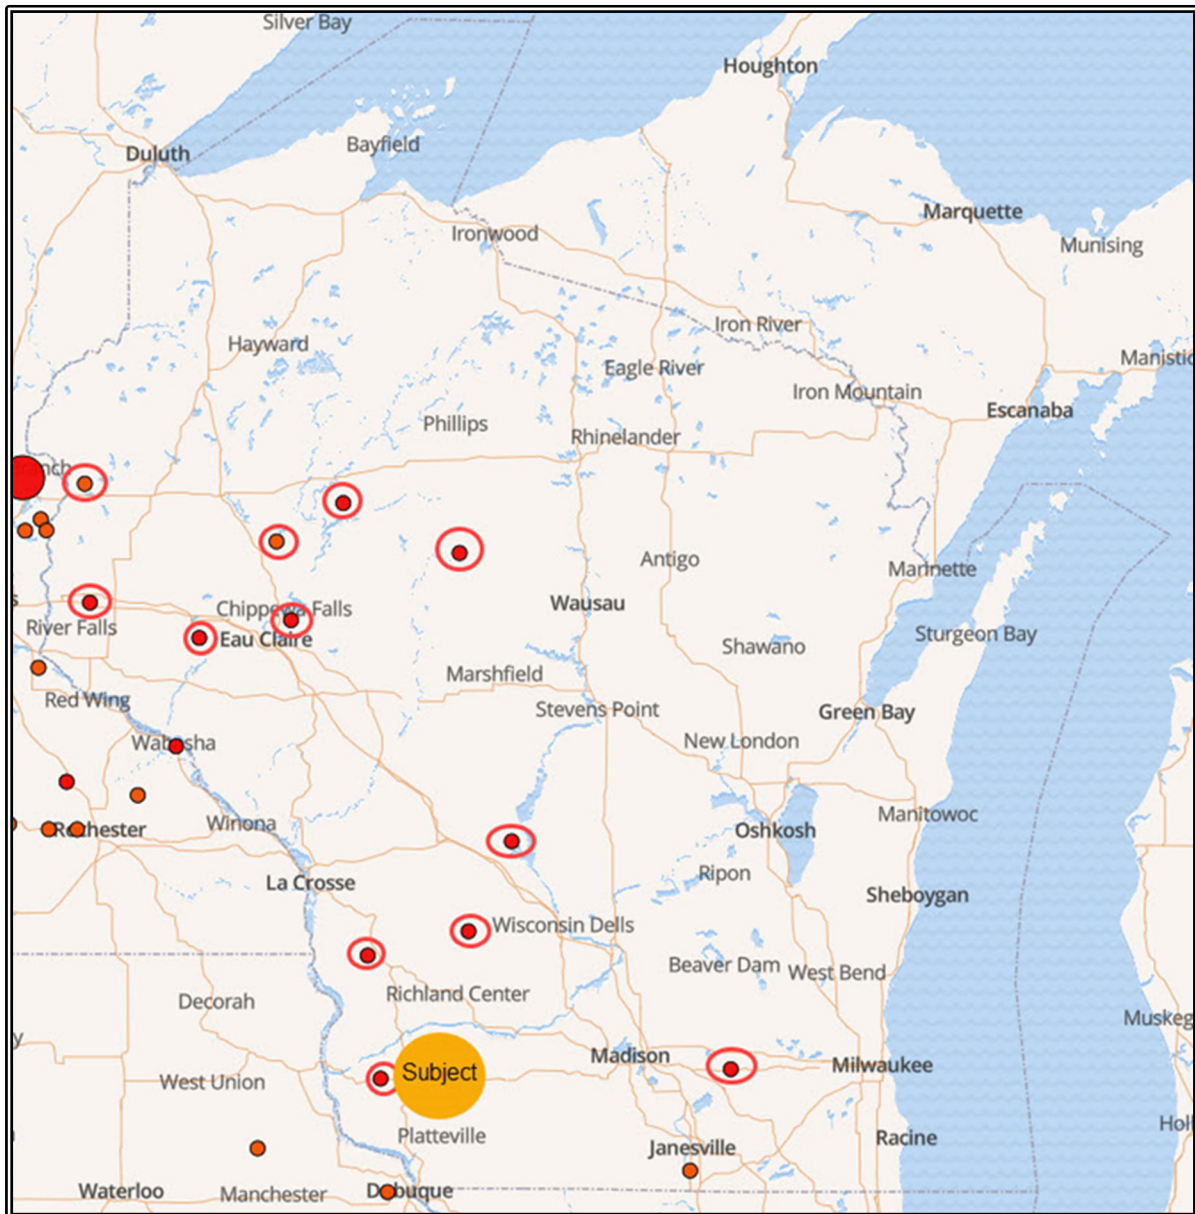 Silver Bay
Houghton
Bayfield
Duluth
Marquette
Ironwood
Munising
Iron River
Hayward
Manistic
Eagle River
Iron Mountain
Escanaba
Phillips
Rhinelander
nch
Antigo
Marinette
s
Wausau
Chippewa Falls
River Falls
Eau Claire
Sturgeon Bay
Shawano
Marshfield
Red Wing
Stevens Point
Green Bay
New London
Wabasha
Manitowoc
Winona
Rochester
Oshkosh
Ripon
La Crosse
Sheboygan
Wisconsin Dells
Beaver Dam
West Bend
Richland Center
Decorah
Muskeg
y
Madison
Milwaukee
Subject
West Union
Holl
Platteville
Racine
Janesville
Waterloo
Manchester
Dubuque